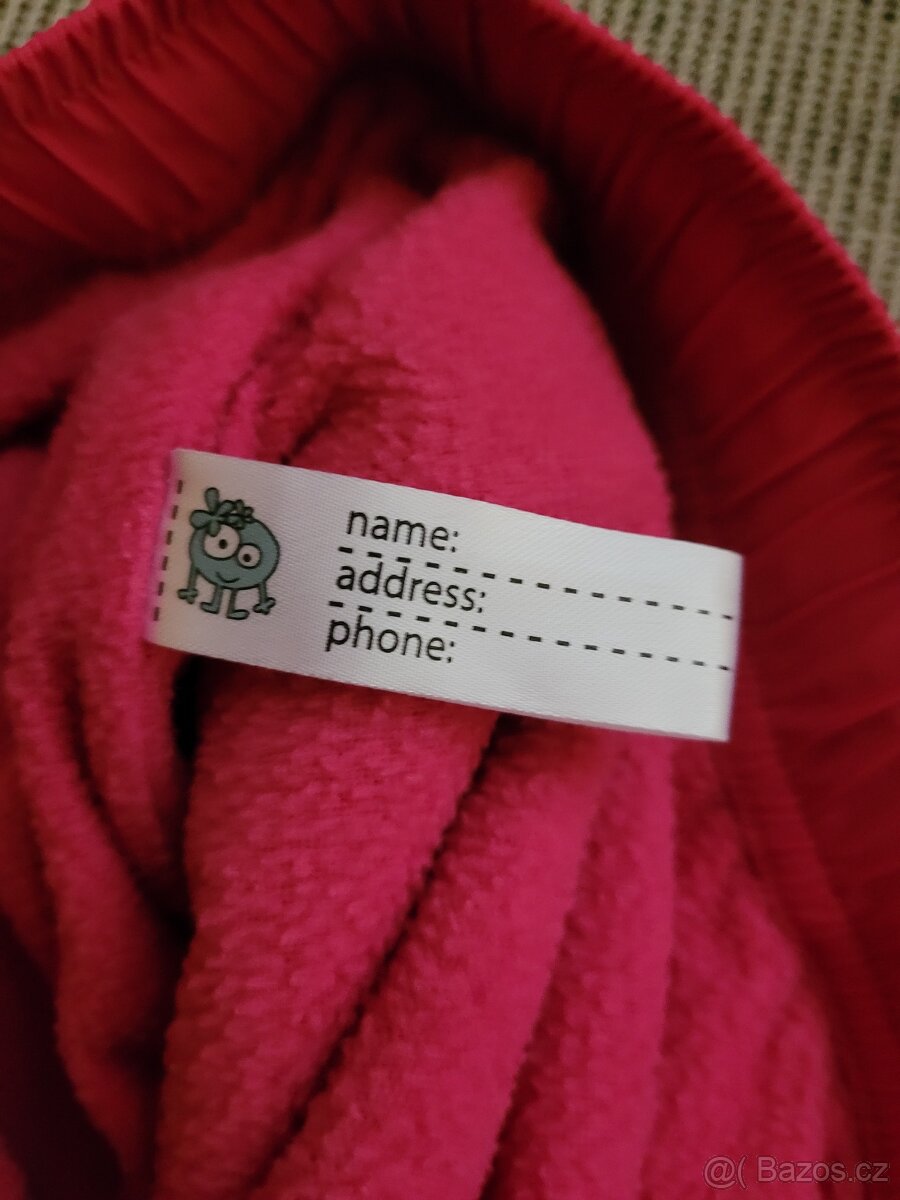 name:
address:
phone:
@( Bazos.cz